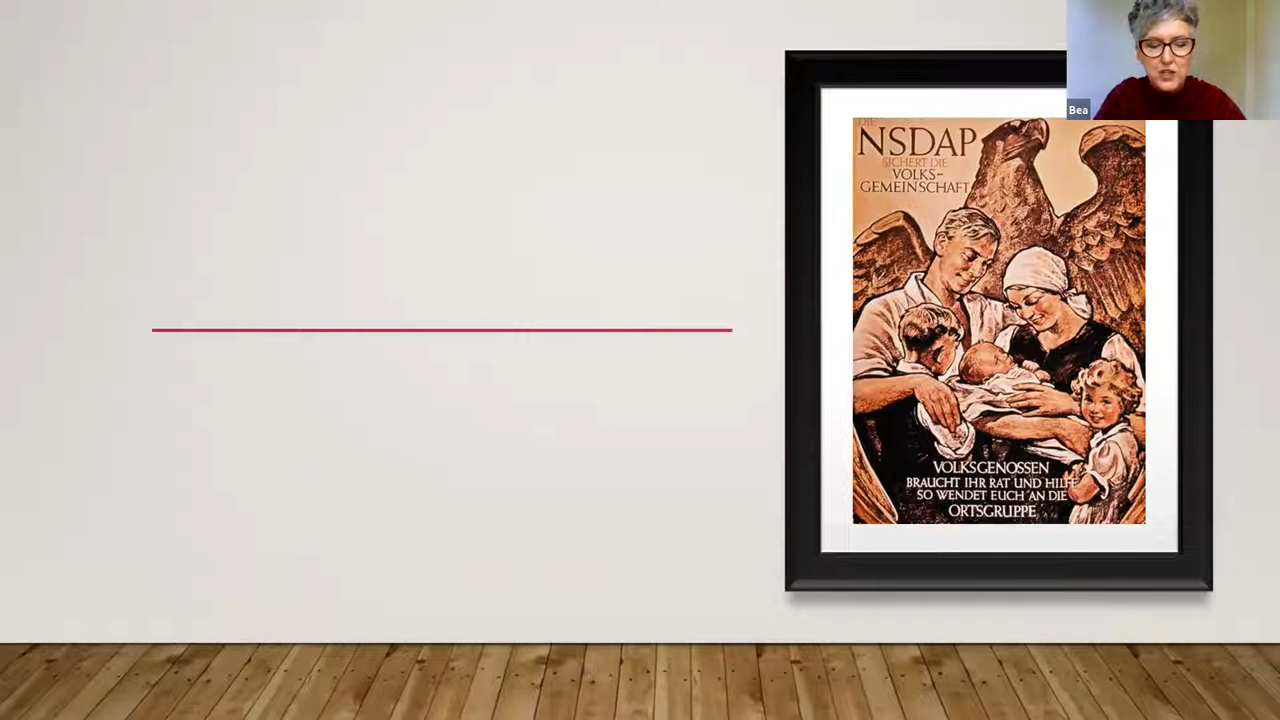 DIE
NSDAP
SICHERT DIE
VOLKS-
GEMEINSCHAFT
VOLKSGENOSSEN
BRAUCHT IHR RAT UND HILFE
SO WENDET EUCH AN DIE
ORTSGRUPPE
Bea